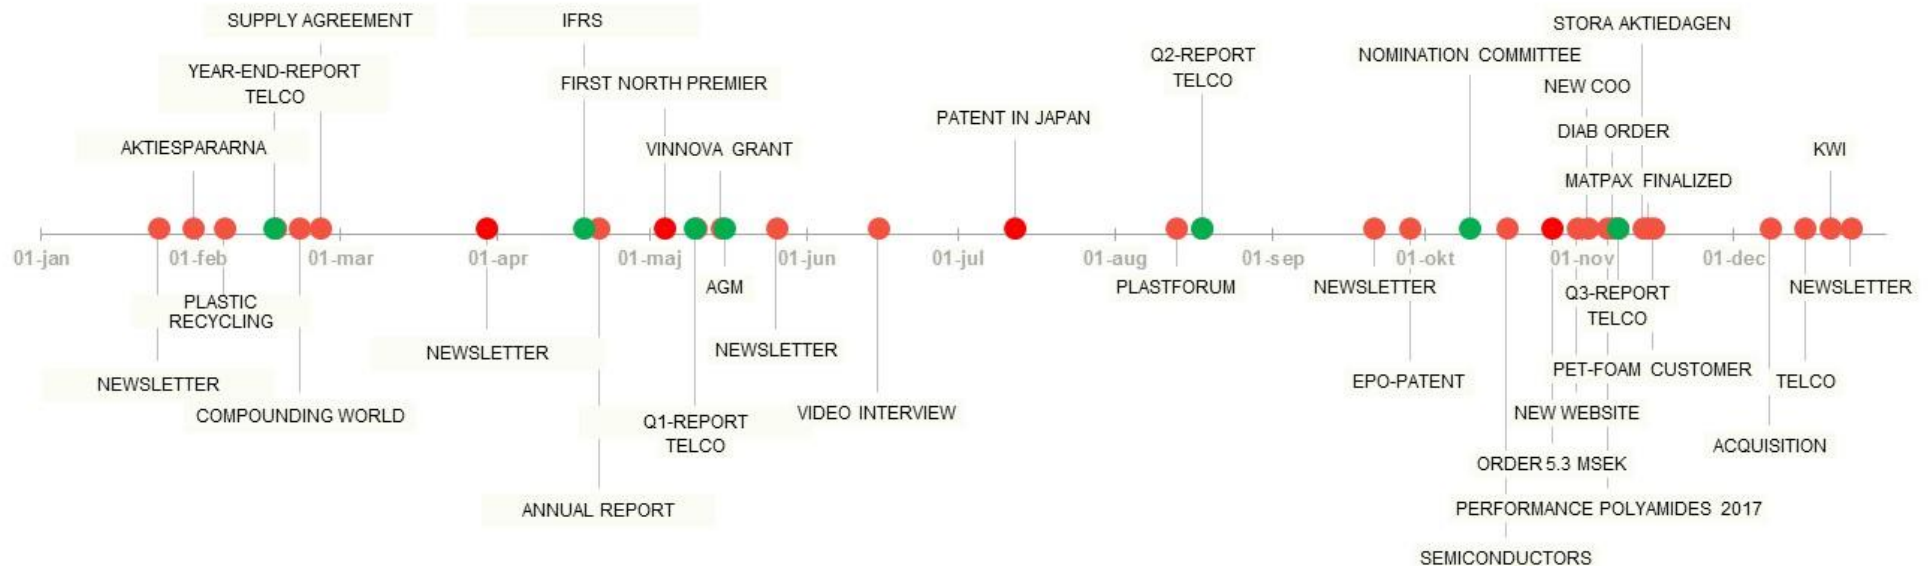 SUPPLY AGREEMENT
IFRS
STORA AKTIEDAGEN
YEAR-END-REPORT
TELCO
FIRST NORTH PREMIER
Q2-REPORT
TELCO
NOMINATION COMMITTEE
NEW COO
PATENT IN JAPAN
DIAB ORDER
AKTIESPARARNA
VINNOVA GRANT
KWI
MATPAX FINALIZED
01-jan
01-feb
01-mar
01-apr
01-maj
01-jun
01-jul
01-aug
01-sep
01-okt
01-nov
01-dec
PLASTIC
RECYCLING
AGM
PLASTFORUM
NEWSLETTER
Q3-REPORT
TELCO
NEWSLETTER
NEWSLETTER
NEWSLETTER
NEWSLETTER
COMPOUNDING WORLD
Q1-REPORT
TELCO
VIDEO INTERVIEW
EPO-PATENT
PET-FOAM CUSTOMER
TELCO
NEW WEBSITE
ACQUISITION
ORDER 5.3 MSEK
ANNUAL REPORT
PERFORMANCE POLYAMIDES 2017
SEMICONDUCTORS